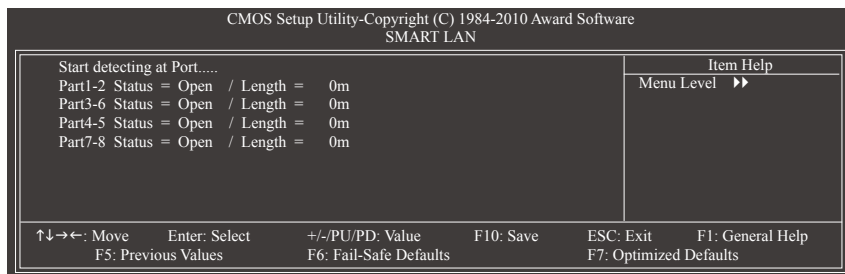 CMOS Setup Utility-Copyright (C) 1984-2010 Award Software
SMART LAN
Start detecting at Port.....
Part1-2 Status = Open / Length = 0m
Part3-6 Status = Open / Length = 0m
Part4-5 Status = Open / Length = 0m
Part7-8 Status = Open / Length = 0m
Item Help
Menu Level ▶▶
↑↓→←: Move Enter: Select +/-/PU/PD: Value F10: Save ESC: Exit F1: General Help
F5: Previous Values F6: Fail-Safe Defaults F7: Optimized Defaults